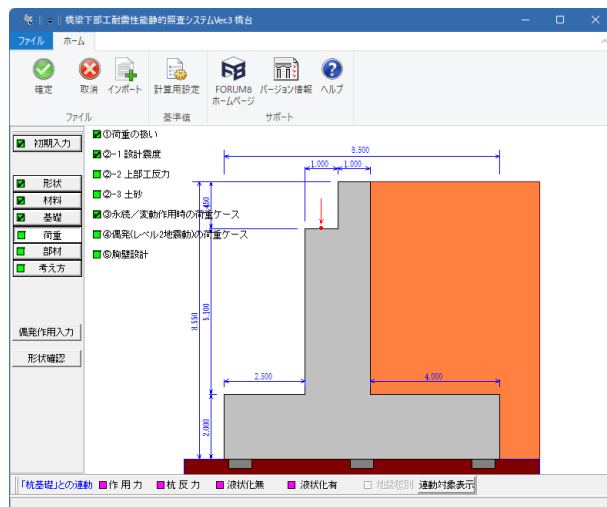 橋梁下部工耐震性能静的照査システムVer.3 橋台
ファイル ホーム
確定 取消 インポート 計算用設定 FORUM8 ホームページ バージョン情報 ヘルプ
ファイル 基準値 サポート
初期入力
形状
材料
基礎
荷重
部材
考え方
偶発作用入力
形状確認
①荷重の扱い
②-1 設計震度
②-2 上部工反力
②-3 土砂
③永続／変動作用時の荷重ケース
④偶発(レベル2地震動)の荷重ケース
⑤胸壁設計
8.500
1.000 1.000
1.450
5.100
8.550
2.500
4.000
2.000
「杭基礎」との連動 作用力 杭反力 液状化無 液状化有 地盤種別 連動対象表示